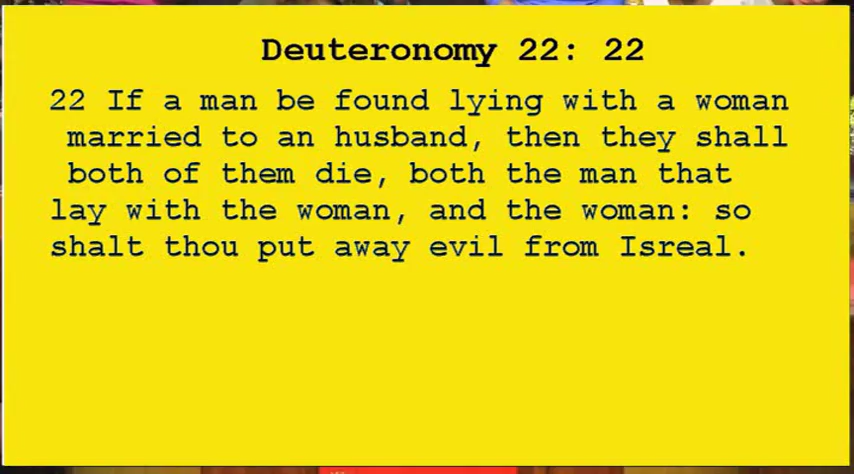 Deuteronomy 22: 22
22 If a man be found lying with a woman
married to an husband, then they shall
both of them die, both the man that
lay with the woman, and the woman: so
shalt thou put away evil from Isreal.